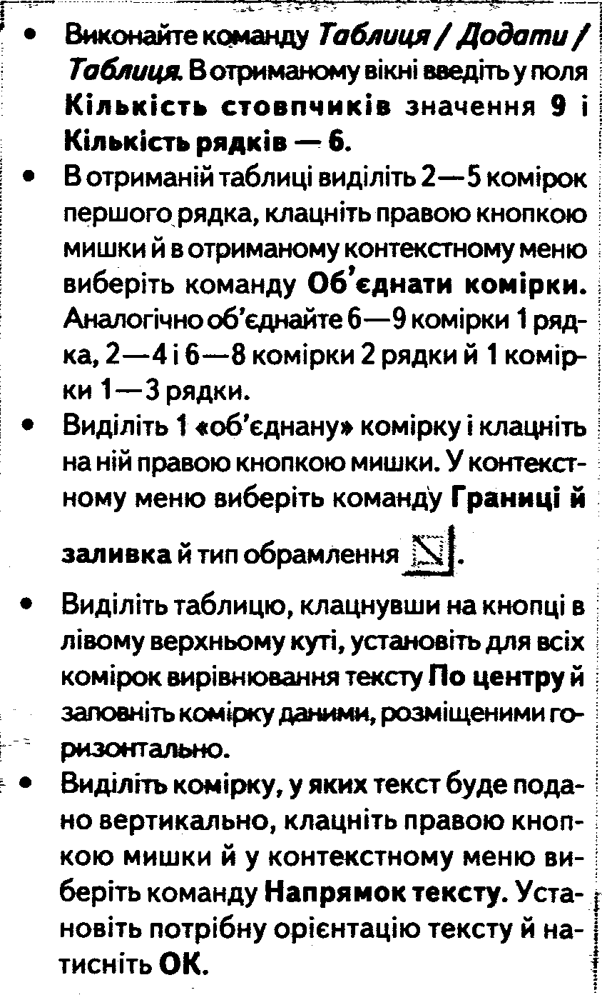 • Виконайте команду Таблиця / Додати /
Таблиця. В отриманому вікні введіть у поля
Кількість стовпчиків значення 9 і
Кількість рядків — 6.
• В отриманій таблиці виділіть 2—5 комірок
першого рядка, клацніть правою кнопкою
мишки й в отриманому контекстному меню
виберіть команду Об’єднати комірки.
Аналогічно об’єднайте 6—9 комірки 1 ряд-
ка, 2—4 і 6—8 комірки 2 рядки й 1 комір-
ки 1—3 рядки.
• Виділіть 1 «об’єднану» комірку і клацніть
на ній правою кнопкою мишки. У контекст-
ному меню виберіть команду Границі й
заливка й тип обрамлення .
• Виділіть таблицю, клацнувши на кнопці в
лівому верхньому куті, установіть для всіх
комірок вирівнювання тексту По центру й
заповніть комірку даними, розміщеними го-
ризонтально.
• Виділіть комірку, у яких текст буде пода-
но вертикально, клацніть правою кноп-
кою мишки й у контекстному меню ви-
беріть команду Напрямок тексту. Уста-
новіть потрібну орієнтацію тексту й на-
тисніть ОК.